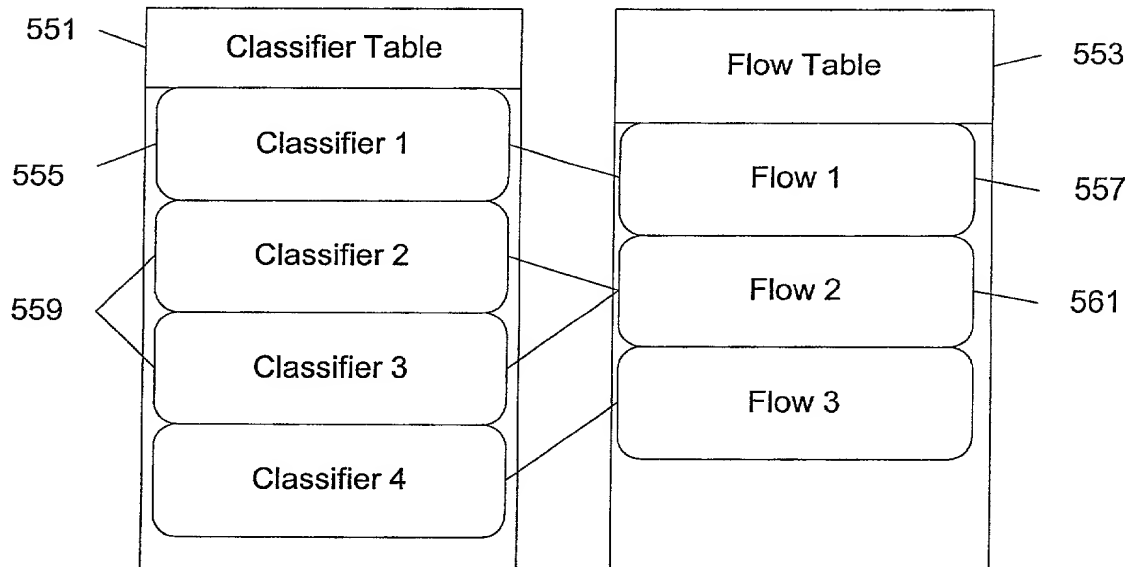 551
Classifier Table
Flow Table
553
555
Classifier 1
Flow 1
557
559
Classifier 2
Flow 2
561
Classifier 3
Flow 3
Classifier 4